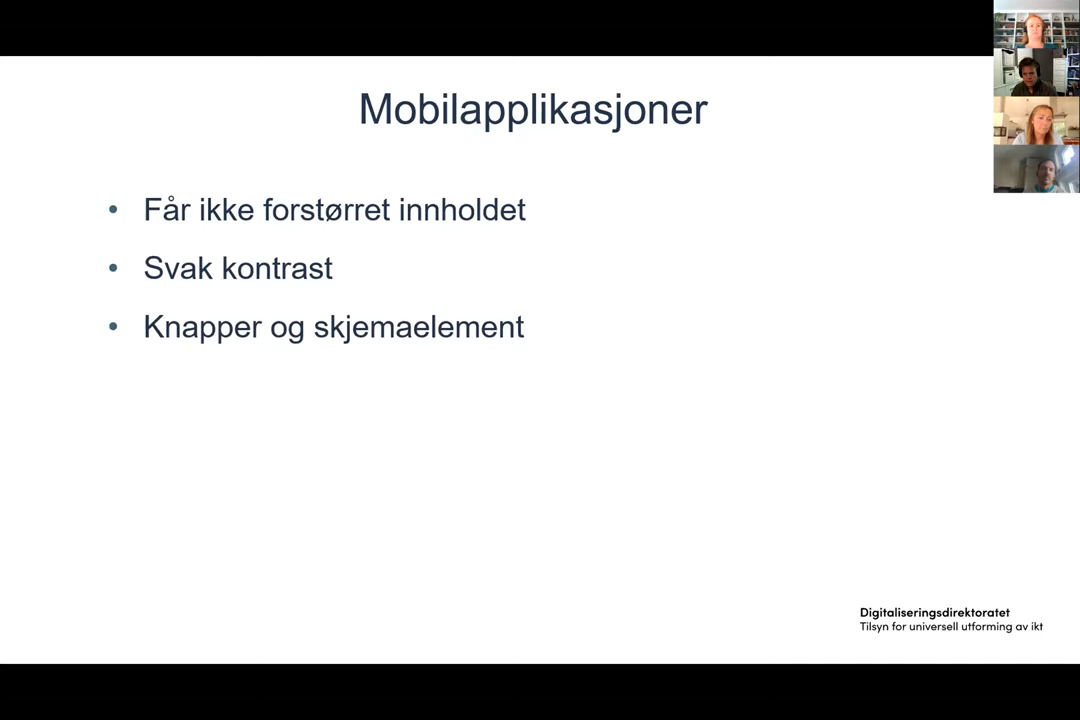 Mobilapplikasjoner
• Får ikke forstørret innholdet
• Svak kontrast
• Knapper og skjemaelement
Digitaliseringsdirektoratet
Tilsyn for universell utforming av ikt